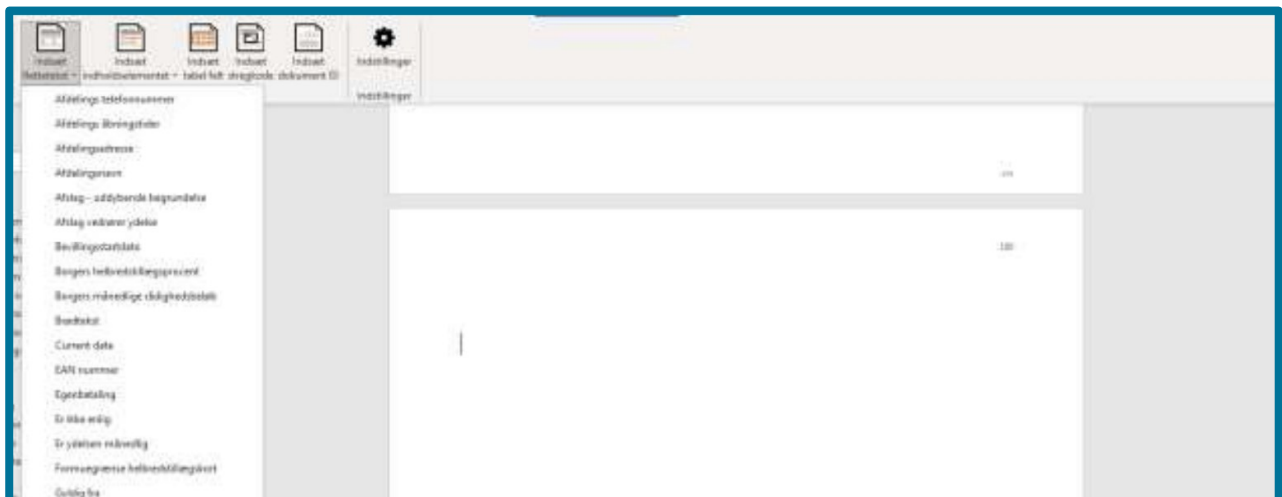 Indsæt Indsæt Indsæt Indsæt Indsæt Indstillinger
flettetekst indholdselementet tabel felt stregkode dokument
Indstillinger
Afdelings telefonnummer
Afdelings åbningstider
Afdelingsadresse
Afdelingsnavn
Afslag - uddybende begrundelse
Afslag vedrører ydelse
Bevillingsstartdato
Borgers helbredstillægsprocent
Borgers månedlige rådighedsbeløb
Brødtekst
Current date
EAN nummer
Egenbetaling
Er ikke enlig
Er ydelsen månedlig
Formuegrænse helbredstillægskort
Gyldig fra